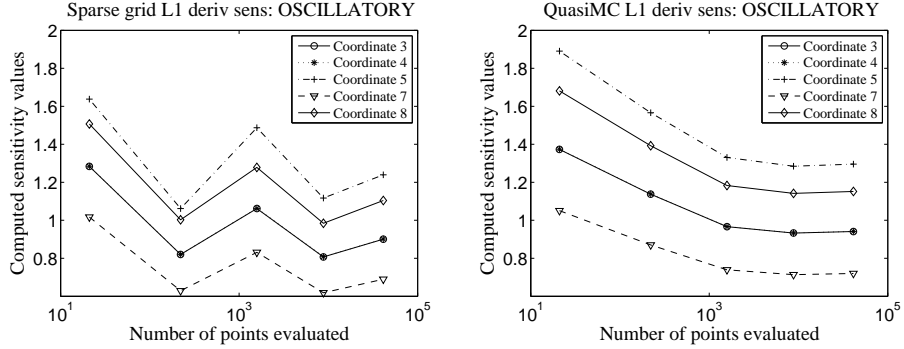 Sparse grid L1 deriv sens: OSCILLATORY
Computed sensitivity values
2
1.8
1.6
1.4
1.2
1
0.8
10^1
10^3
10^5
Number of points evaluated
Coordinate 3
Coordinate 4
Coordinate 5
Coordinate 7
Coordinate 8
QuasiMC L1 deriv sens: OSCILLATORY
Computed sensitivity values
2
1.8
1.6
1.4
1.2
1
0.8
10^1
10^3
10^5
Number of points evaluated
Coordinate 3
Coordinate 4
Coordinate 5
Coordinate 7
Coordinate 8